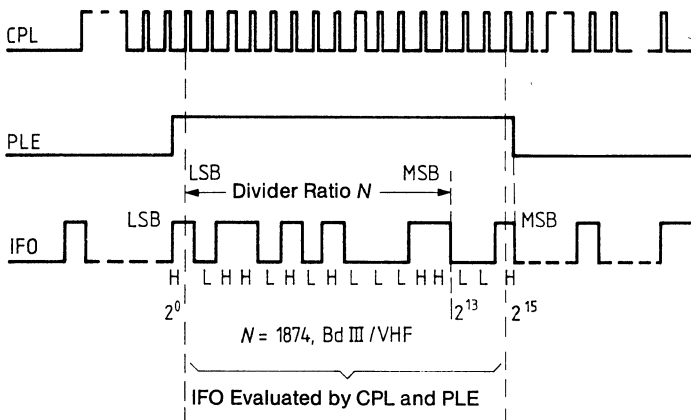 CPL
PLE
LSB MSB
Divider Ratio N
LSB MSB
IFO
H L H H L H L H L L L H H L L H
2⁰ 2¹³ 2¹⁵
N = 1874, Bd III / VHF
IFO Evaluated by CPL and PLE